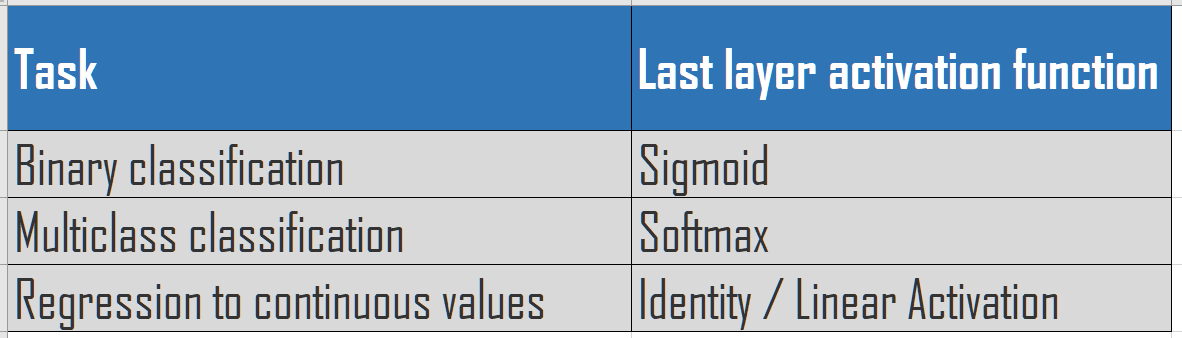 Task Last layer activation function
Binary classification Sigmoid
Multiclass classification Softmax
Regression to continuous values Identity / Linear Activation